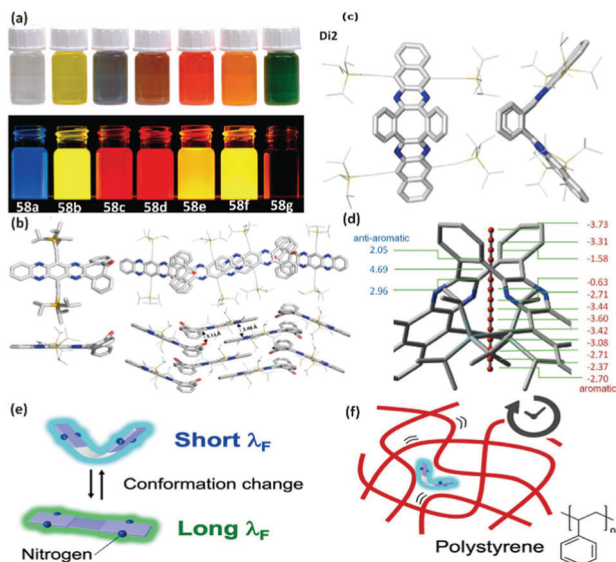 (a)
58a 58b 58c 58d 58e 58f 58g
(b)
3.46 Å
(c)
Di2
(d)
anti-aromatic
2.05
4.69
2.96
-3.73
-3.31
-1.58
-0.63
-2.71
-3.44
-3.60
-3.42
-3.08
-2.71
-2.37
-2.70
aromatic
(e)
Short λF
Conformation change
Long λF
Nitrogen
(f)
Polystyrene
n